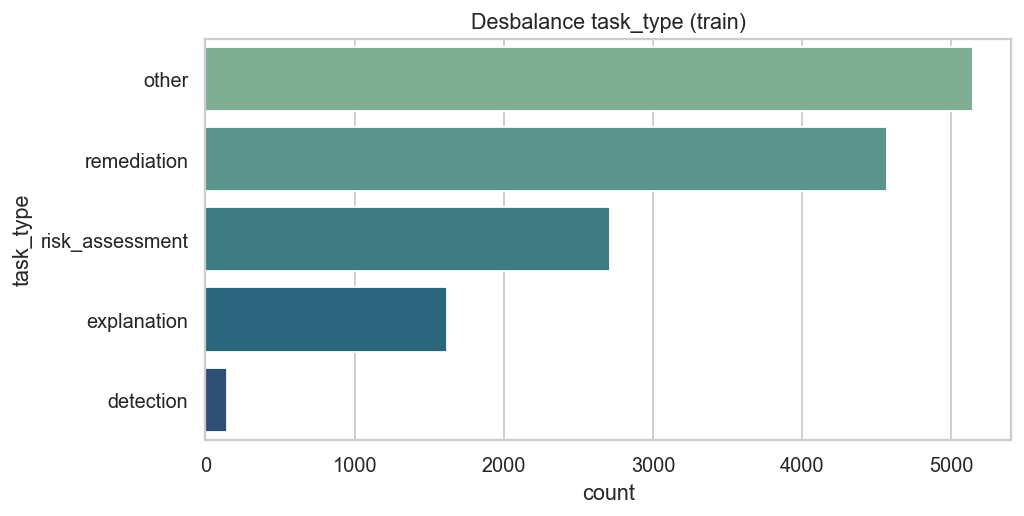 Desbalance task_type (train)
task_type
other
remediation
risk_assessment
explanation
detection
0 1000 2000 3000 4000 5000
count